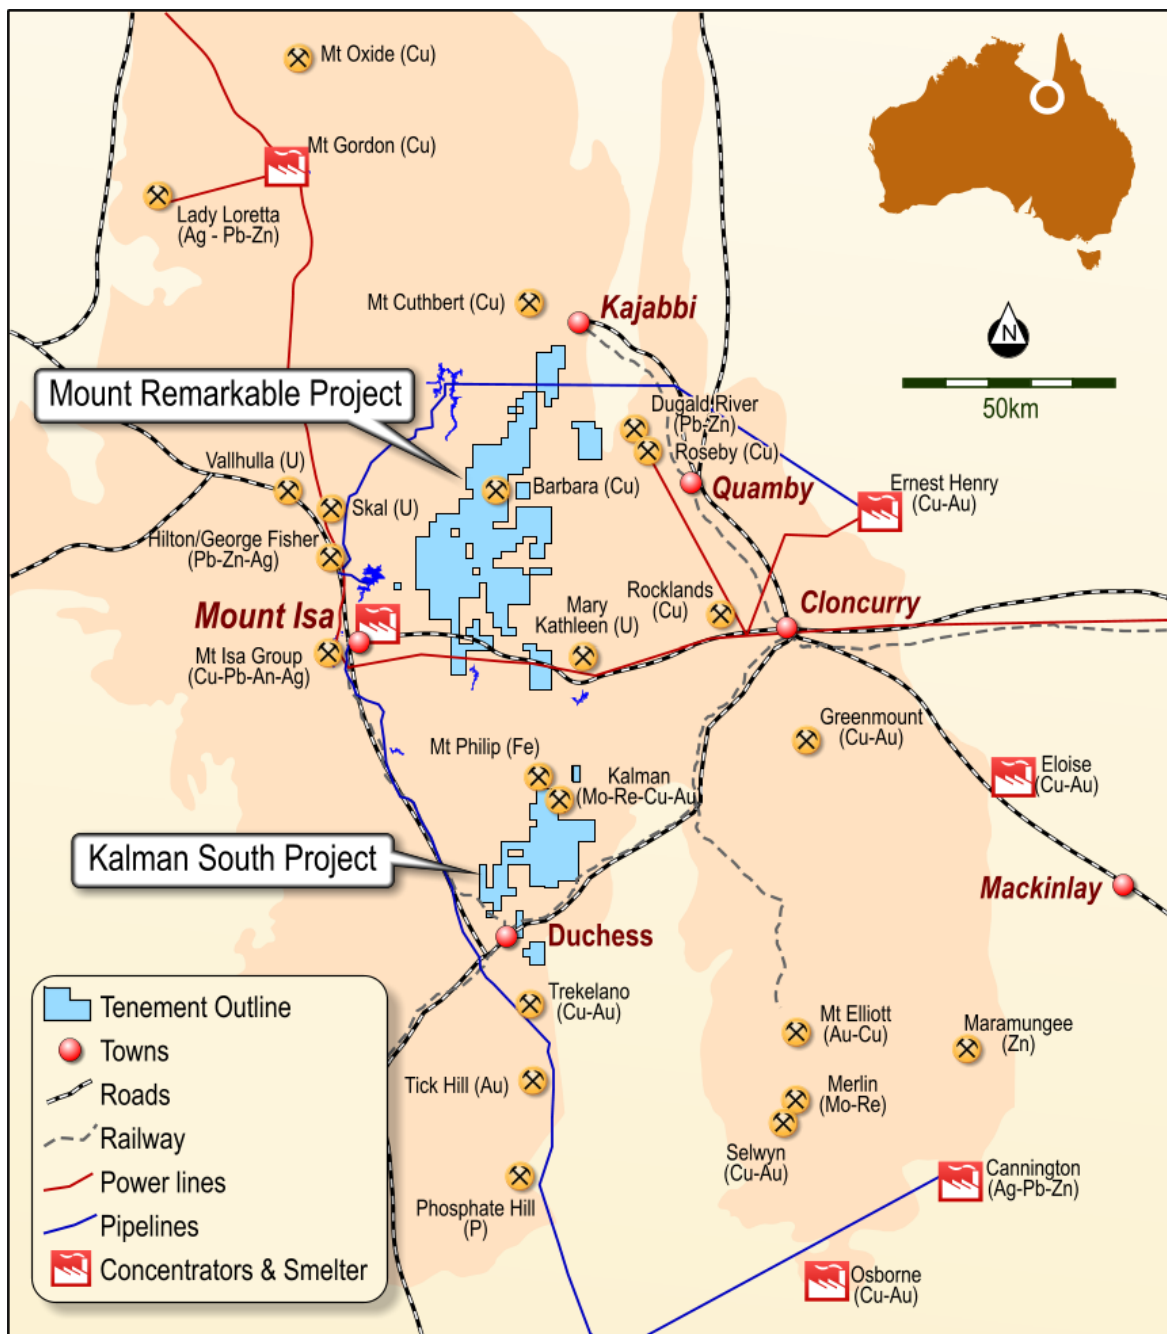 Mt Oxide (Cu)
Mt Gordon (Cu)
Lady Loretta
(Ag - Pb-Zn)
Mt Cuthbert (Cu)
Kajabbi
N
50km
Mount Remarkable Project
Dugald River
(Pb-Zn)
Roseby (Cu)
Vallhulla (U)
Skal (U)
Barbara (Cu)
Quamby
Ernest Henry
(Cu-Au)
Hilton/George Fisher
(Pb-Zn-Ag)
Mount Isa
Mt Isa Group
(Cu-Pb-An-Ag)
Mary
Kathleen (U)
Rocklands
(Cu)
Cloncurry
Greenmount
(Cu-Au)
Mt Philip (Fe)
Kalman
(Mo-Re-Cu-Au)
Eloise
(Cu-Au)
Kalman South Project
Mackinlay
Duchess
Trekelano
(Cu-Au)
Mt Elliott
(Au-Cu)
Maramungee
(Zn)
Tick Hill (Au)
Merlin
(Mo-Re)
Selwyn
(Cu-Au)
Cannington
(Ag-Pb-Zn)
Phosphate Hill
(P)
Osborne
(Cu-Au)
Tenement Outline
Towns
Roads
Railway
Power lines
Pipelines
Concentrators & Smelter